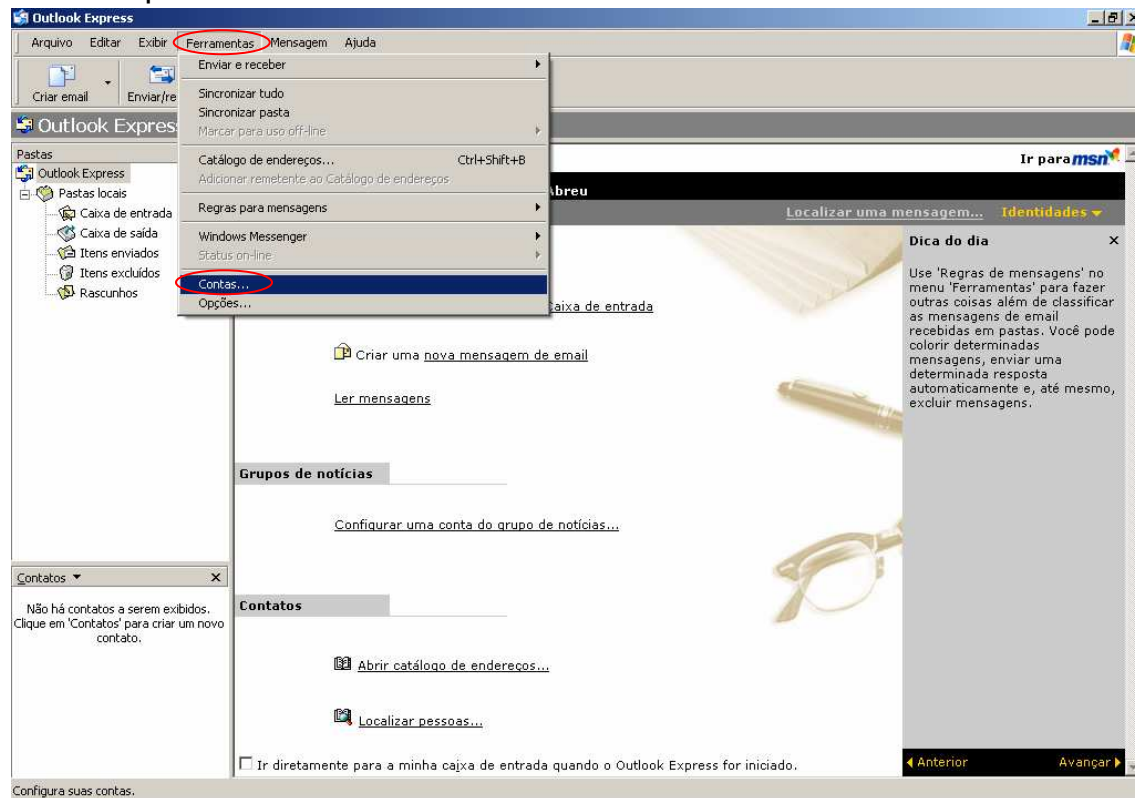 Outlook Express
Arquivo Editar Exibir Ferramentas Mensagem Ajuda
Criar email Enviar/re
Enviar e receber
Sincronizar tudo
Sincronizar pasta
Marcar para uso off-line
Catálogo de endereços... Ctrl+Shift+B
Adicionar remetente ao Catálogo de endereços
Regras para mensagens
Windows Messenger
Status on-line
Contas...
Opções...
Outlook Express
Pastas
Outlook Express
Pastas locais
Caixa de entrada
Caixa de saída
Itens enviados
Itens excluídos
Rascunhos
Ir para msn
Abreu
Localizar uma mensagem... Identidades
Caixa de entrada
Criar uma nova mensagem de email
Ler mensagens
Grupos de notícias
Configurar uma conta do grupo de notícias...
Contatos
Abrir catálogo de endereços...
Localizar pessoas...
Ir diretamente para a minha caixa de entrada quando o Outlook Express for iniciado.
Dica do dia X
Use 'Regras de mensagens' no
menu 'Ferramentas' para fazer
outras coisas além de classificar
as mensagens de email
recebidas em pastas. Você pode
colorir determinadas
mensagens, enviar uma
determinada resposta
automaticamente e, até mesmo,
excluir mensagens.
Anterior Avançar
Contatos X
Não há contatos a serem exibidos.
Clique em 'Contatos' para criar um novo
contato.
Configura suas contas.